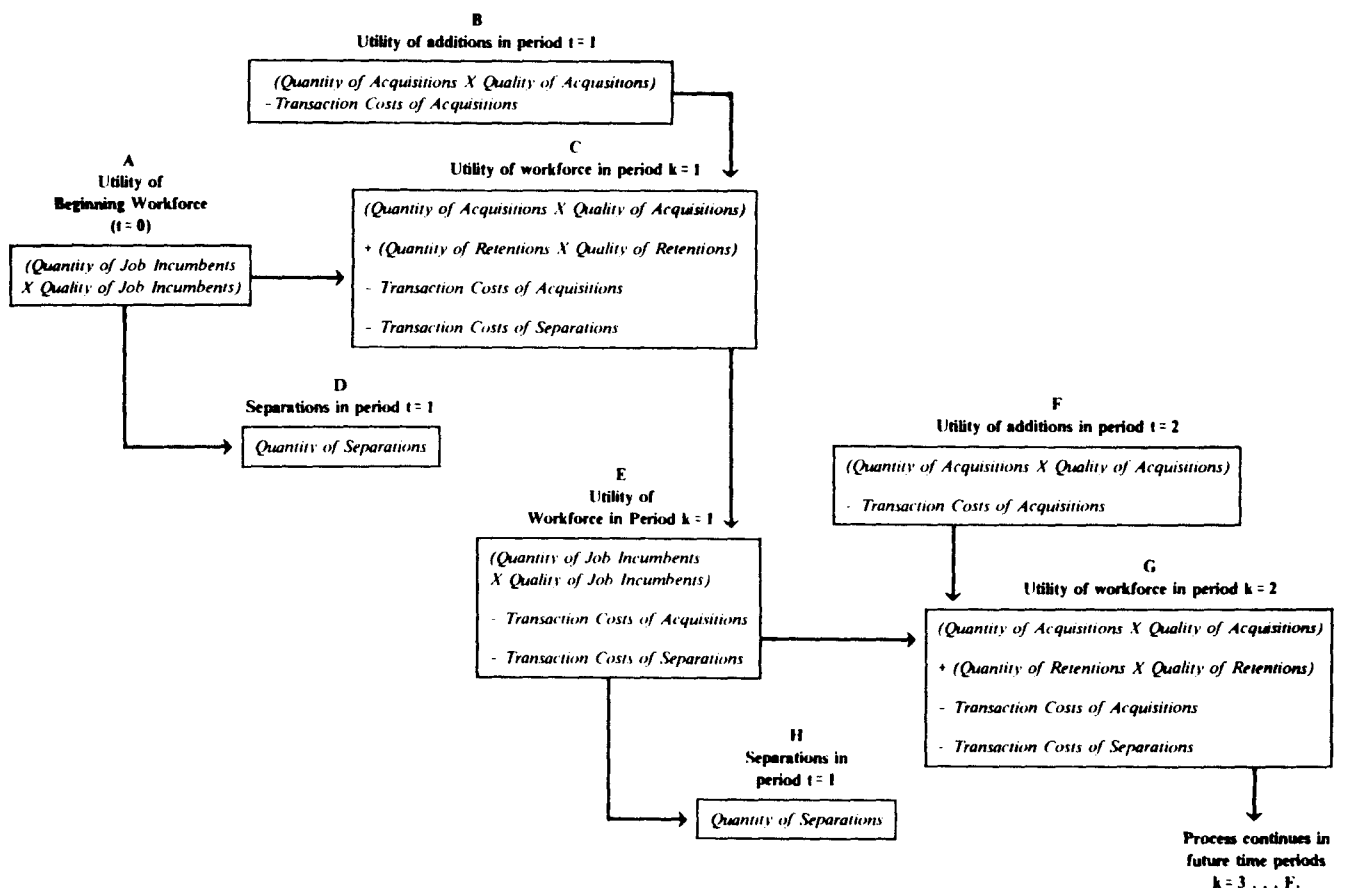 B
Utility of additions in period t = 1
(Quantity of Acquisitions X Quality of Acquisitions)
- Transaction Costs of Acquisitions
A
Utility of
Beginning Workforce
(t = 0)
(Quantity of Job Incumbents
X Quality of Job Incumbents)
C
Utility of workforce in period k = 1
(Quantity of Acquisitions X Quality of Acquisitions)
+ (Quantity of Retentions X Quality of Retentions)
- Transaction Costs of Acquisitions
- Transaction Costs of Separations
D
Separations in period t = 1
Quantity of Separations
E
Utility of
Workforce in Period k = 1
(Quantity of Job Incumbents
X Quality of Job Incumbents)
- Transaction Costs of Acquisitions
- Transaction Costs of Separations
F
Utility of additions in period t = 2
(Quantity of Acquisitions X Quality of Acquisitions)
- Transaction Costs of Acquisitions
G
Utility of workforce in period k = 2
(Quantity of Acquisitions X Quality of Acquisitions)
+ (Quantity of Retentions X Quality of Retentions)
- Transaction Costs of Acquisitions
- Transaction Costs of Separations
H
Separations in
period t = 1
Quantity of Separations
Process continues in
future time periods
k = 3 . . . F.